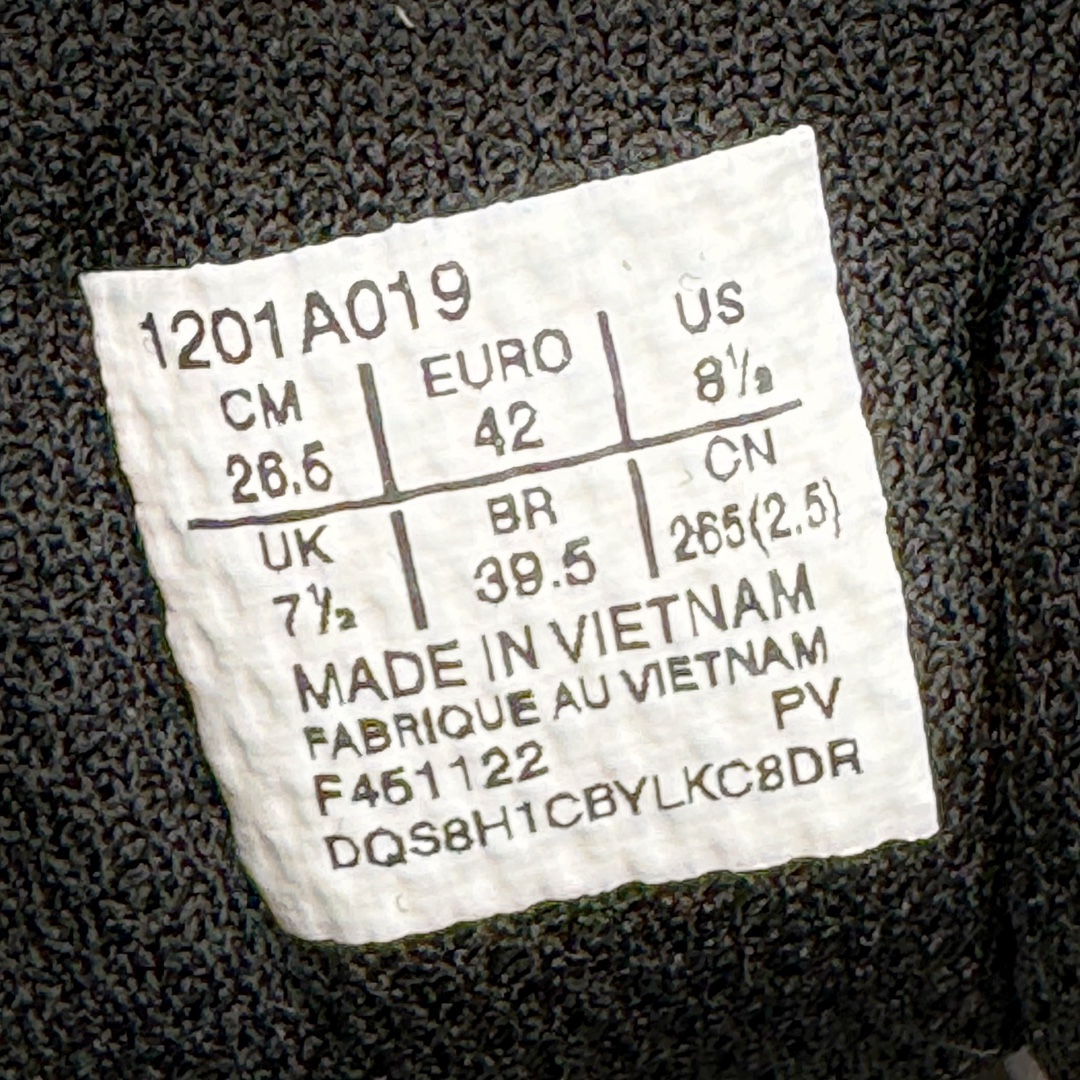 1201A019
CM EURO US
26.5 42 8½
UK BR CN
7½ 39.5 265(2.5)
MADE IN VIETNAM
FABRIQUE AU VIETNAM
PV
F451122
DQS8H1CBYLKC8DR